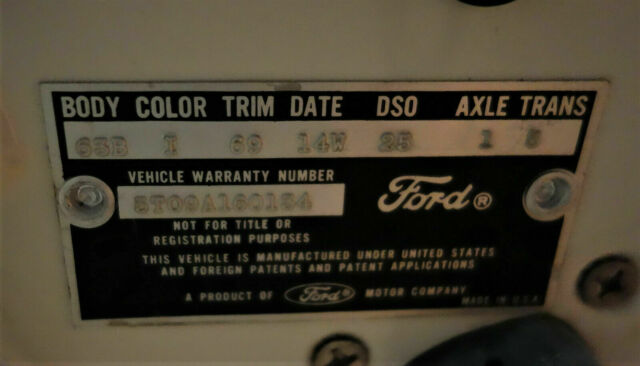 BODY COLOR TRIM DATE DSO AXLE TRANS
63B I 69 14W 25 1 5
VEHICLE WARRANTY NUMBER
5T09A160194
Ford®
NOT FOR TITLE OR
REGISTRATION PURPOSES
THIS VEHICLE IS MANUFACTURED UNDER UNITED STATES
AND FOREIGN PATENTS AND PATENT APPLICATIONS
A PRODUCT OF Ford® MOTOR COMPANY
MADE IN U.S.A.